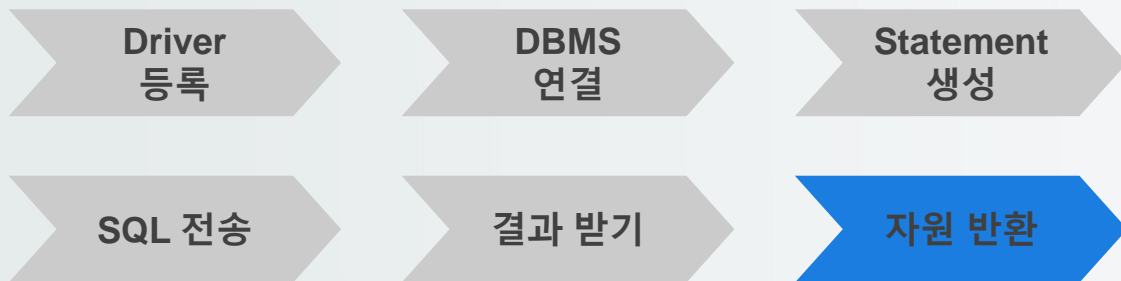 Driver
등록
DBMS
연결
Statement
생성
SQL 전송
결과 받기
자원 반환